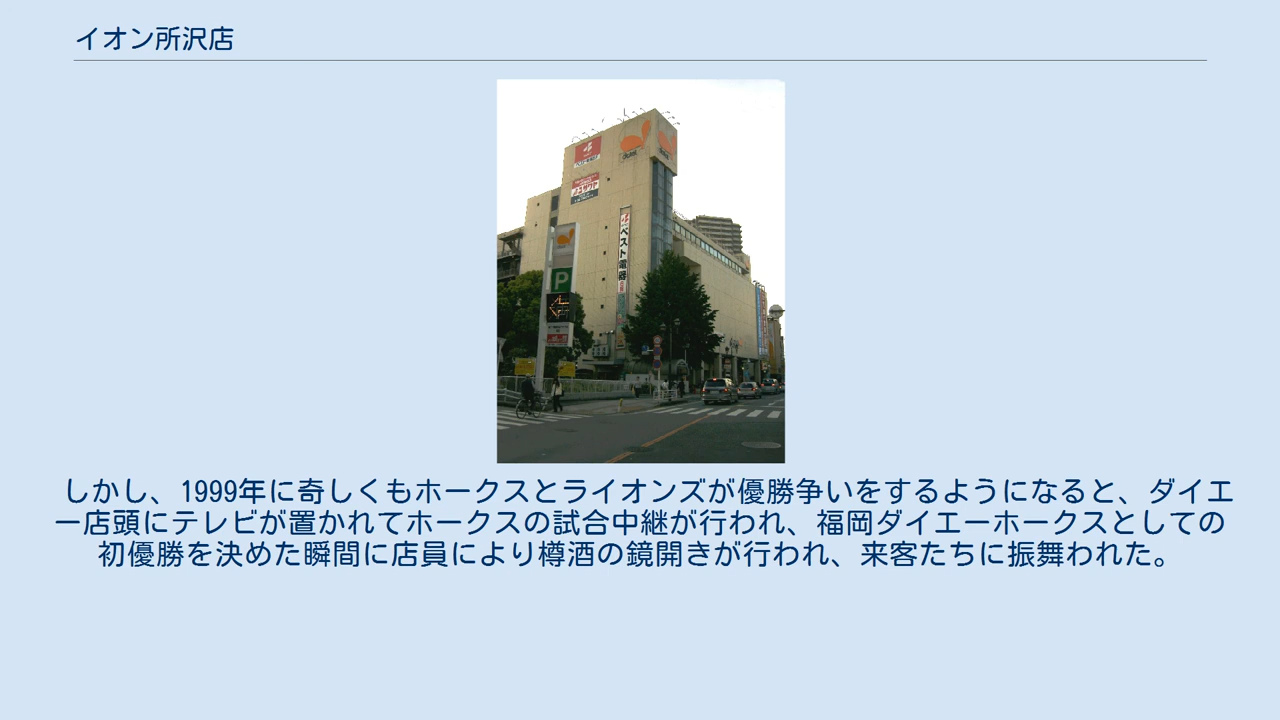 イオン所沢店
P
ベスト電器
しかし、1999年に奇しくもホークスとライオンズが優勝争いをするようになると、ダイエ
ー店頭にテレビが置かれてホークスの試合中継が行われ、福岡ダイエーホークスとしての
初優勝を決めた瞬間に店員により樽酒の鏡開きが行われ、来客たちに振舞われた。